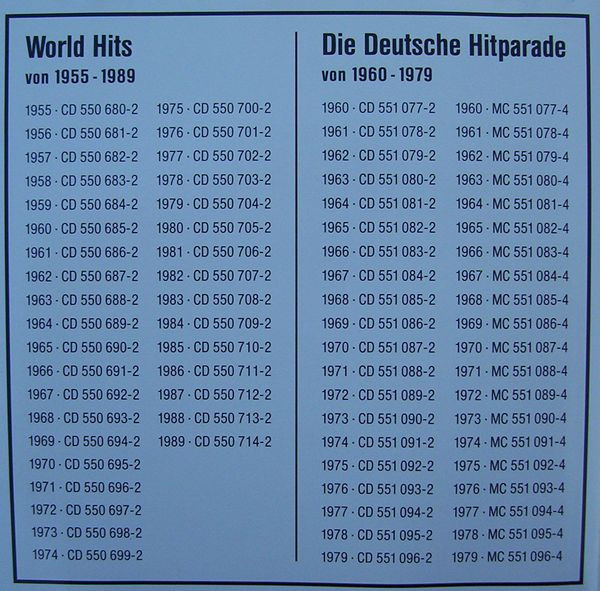 World Hits
von 1955 - 1989
1955 · CD 550 680-2
1956 · CD 550 681-2
1957 · CD 550 682-2
1958 · CD 550 683-2
1959 · CD 550 684-2
1960 · CD 550 685-2
1961 · CD 550 686-2
1962 · CD 550 687-2
1963 · CD 550 688-2
1964 · CD 550 689-2
1965 · CD 550 690-2
1966 · CD 550 691-2
1967 · CD 550 692-2
1968 · CD 550 693-2
1969 · CD 550 694-2
1970 · CD 550 695-2
1971 · CD 550 696-2
1972 · CD 550 697-2
1973 · CD 550 698-2
1974 · CD 550 699-2
1975 · CD 550 700-2
1976 · CD 550 701-2
1977 · CD 550 702-2
1978 · CD 550 703-2
1979 · CD 550 704-2
1980 · CD 550 705-2
1981 · CD 550 706-2
1982 · CD 550 707-2
1983 · CD 550 708-2
1984 · CD 550 709-2
1985 · CD 550 710-2
1986 · CD 550 711-2
1987 · CD 550 712-2
1988 · CD 550 713-2
1989 · CD 550 714-2
Die Deutsche Hitparade
von 1960 - 1979
1960 · CD 551 077-2
1961 · CD 551 078-2
1962 · CD 551 079-2
1963 · CD 551 080-2
1964 · CD 551 081-2
1965 · CD 551 082-2
1966 · CD 551 083-2
1967 · CD 551 084-2
1968 · CD 551 085-2
1969 · CD 551 086-2
1970 · CD 551 087-2
1971 · CD 551 088-2
1972 · CD 551 089-2
1973 · CD 551 090-2
1974 · CD 551 091-2
1975 · CD 551 092-2
1976 · CD 551 093-2
1977 · CD 551 094-2
1978 · CD 551 095-2
1979 · CD 551 096-2
1960 · MC 551 077-4
1961 · MC 551 078-4
1962 · MC 551 079-4
1963 · MC 551 080-4
1964 · MC 551 081-4
1965 · MC 551 082-4
1966 · MC 551 083-4
1967 · MC 551 084-4
1968 · MC 551 085-4
1969 · MC 551 086-4
1970 · MC 551 087-4
1971 · MC 551 088-4
1972 · MC 551 089-4
1973 · MC 551 090-4
1974 · MC 551 091-4
1975 · MC 551 092-4
1976 · MC 551 093-4
1977 · MC 551 094-4
1978 · MC 551 095-4
1979 · MC 551 096-4